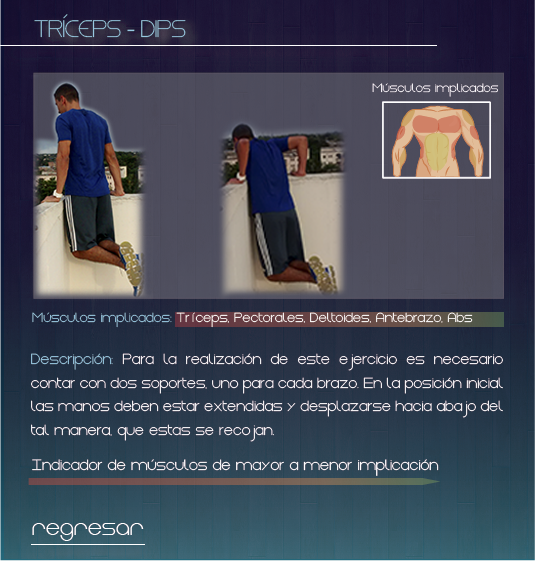 TRÍCEPS - DIPS
Músculos implicados
Músculos implicados: Tríceps, Pectorales, Deltoides, Antebrazo, Abs
Descripción: Para la realización de este ejercicio es necesario
contar con dos soportes, uno para cada brazo. En la posición inicial
las manos deben estar extendidas y desplazarse hacia abajo del
tal manera, que estas se recojan.
Indicador de músculos de mayor a menor implicación
regresar